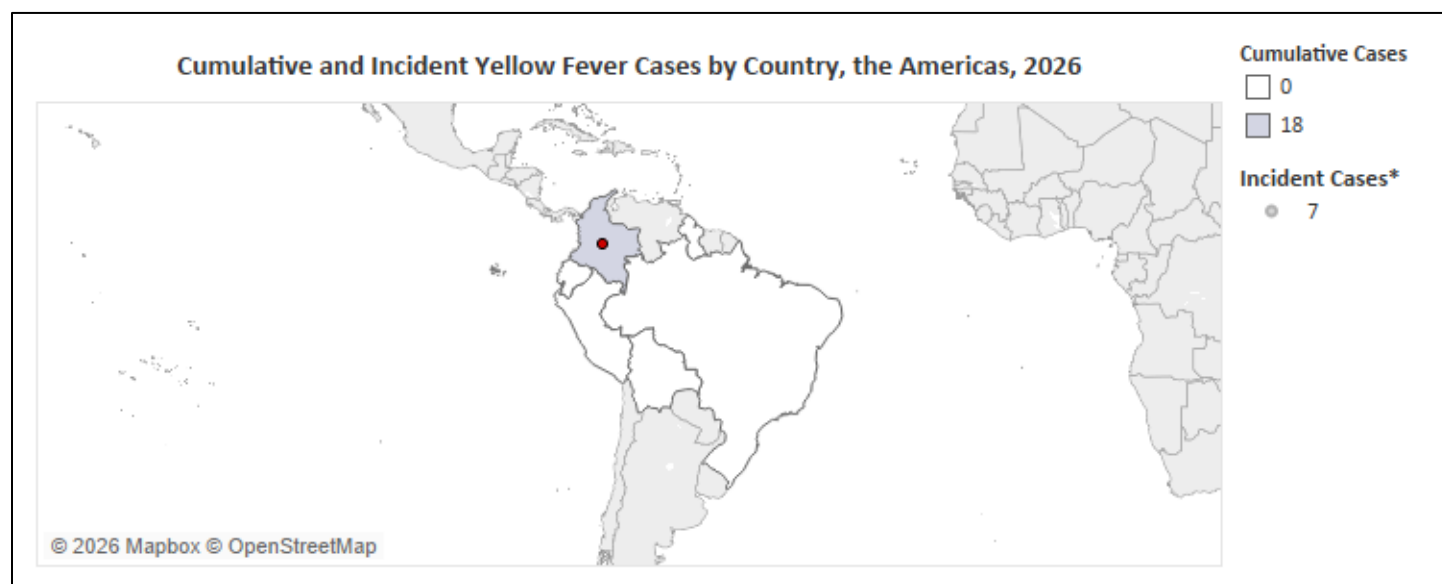 Cumulative and Incident Yellow Fever Cases by Country, the Americas, 2026
Cumulative Cases
0
18
Incident Cases*
7
© 2026 Mapbox © OpenStreetMap